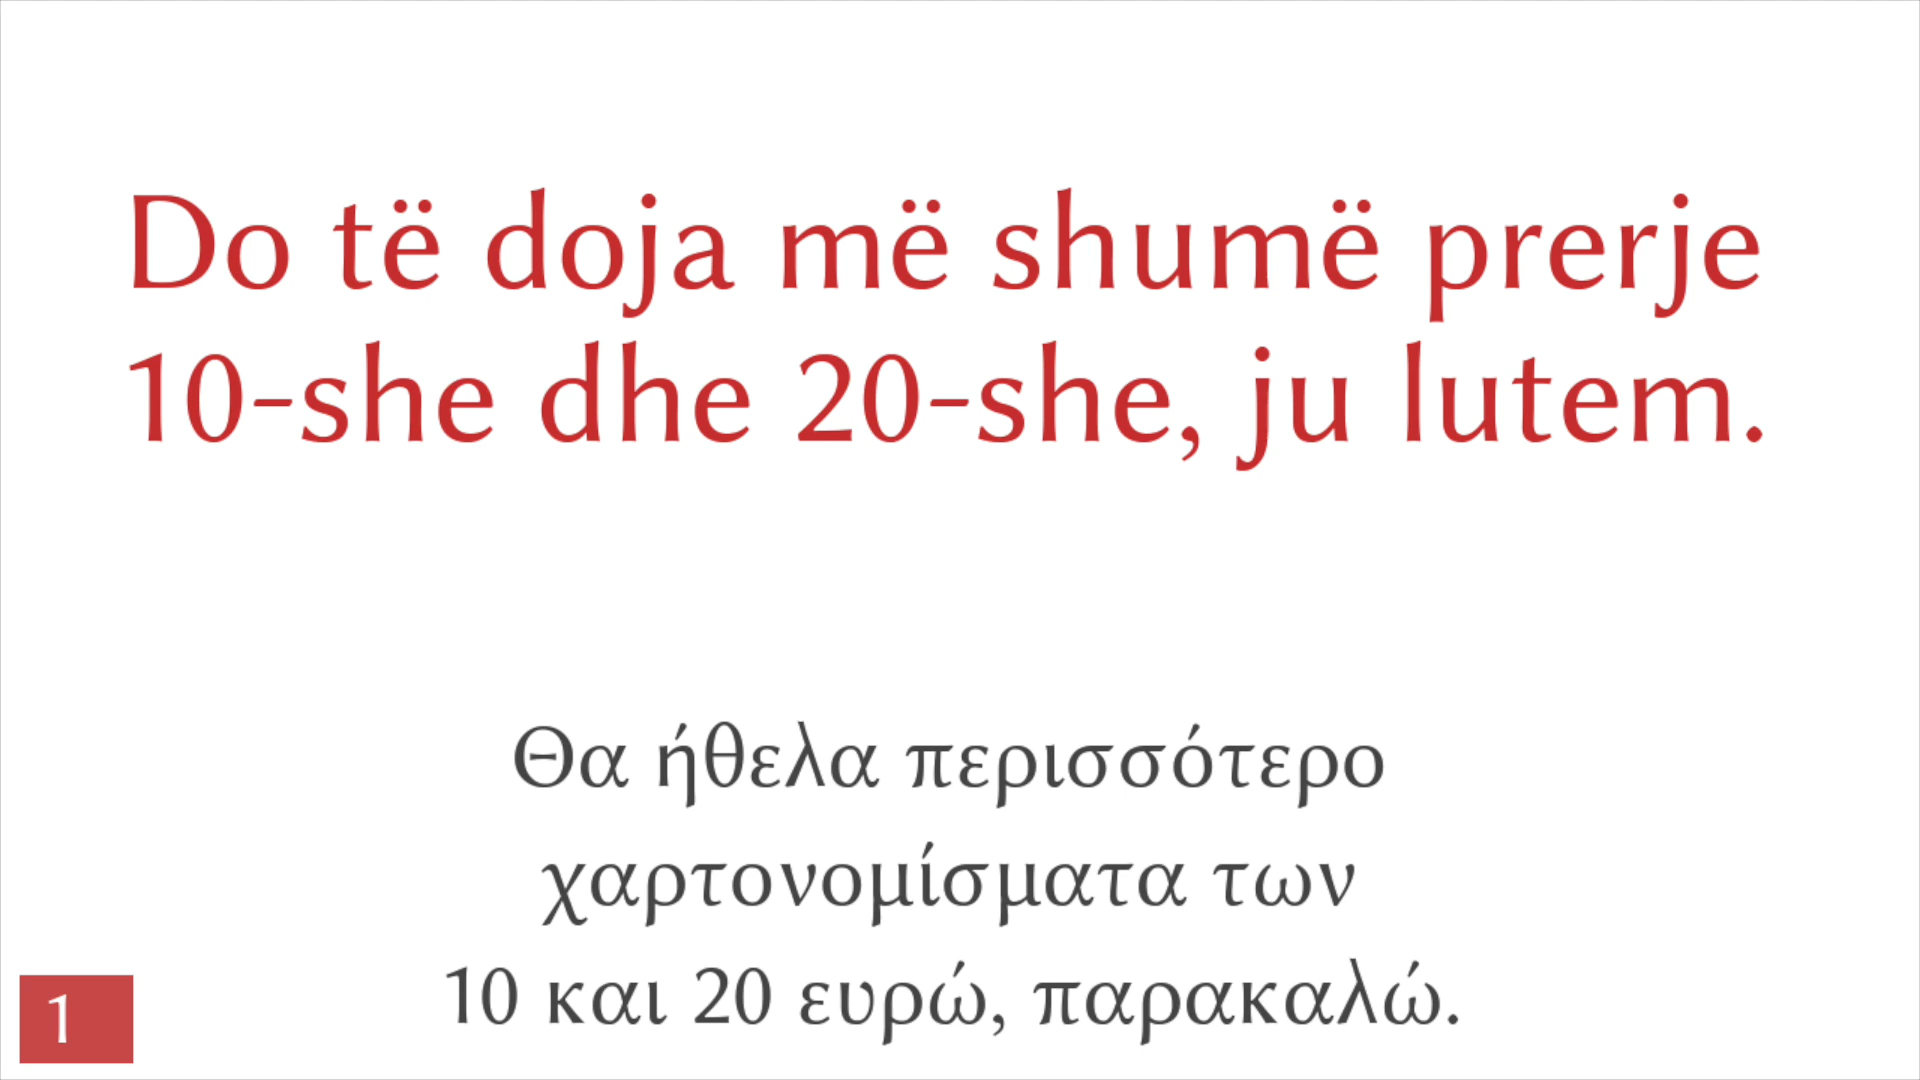 Do të doja më shumë prerje
10-she dhe 20-she, ju lutem.
Θα ήθελα περισσότερο
χαρτονομίσματα των
10 και 20 ευρώ, παρακαλώ.
1